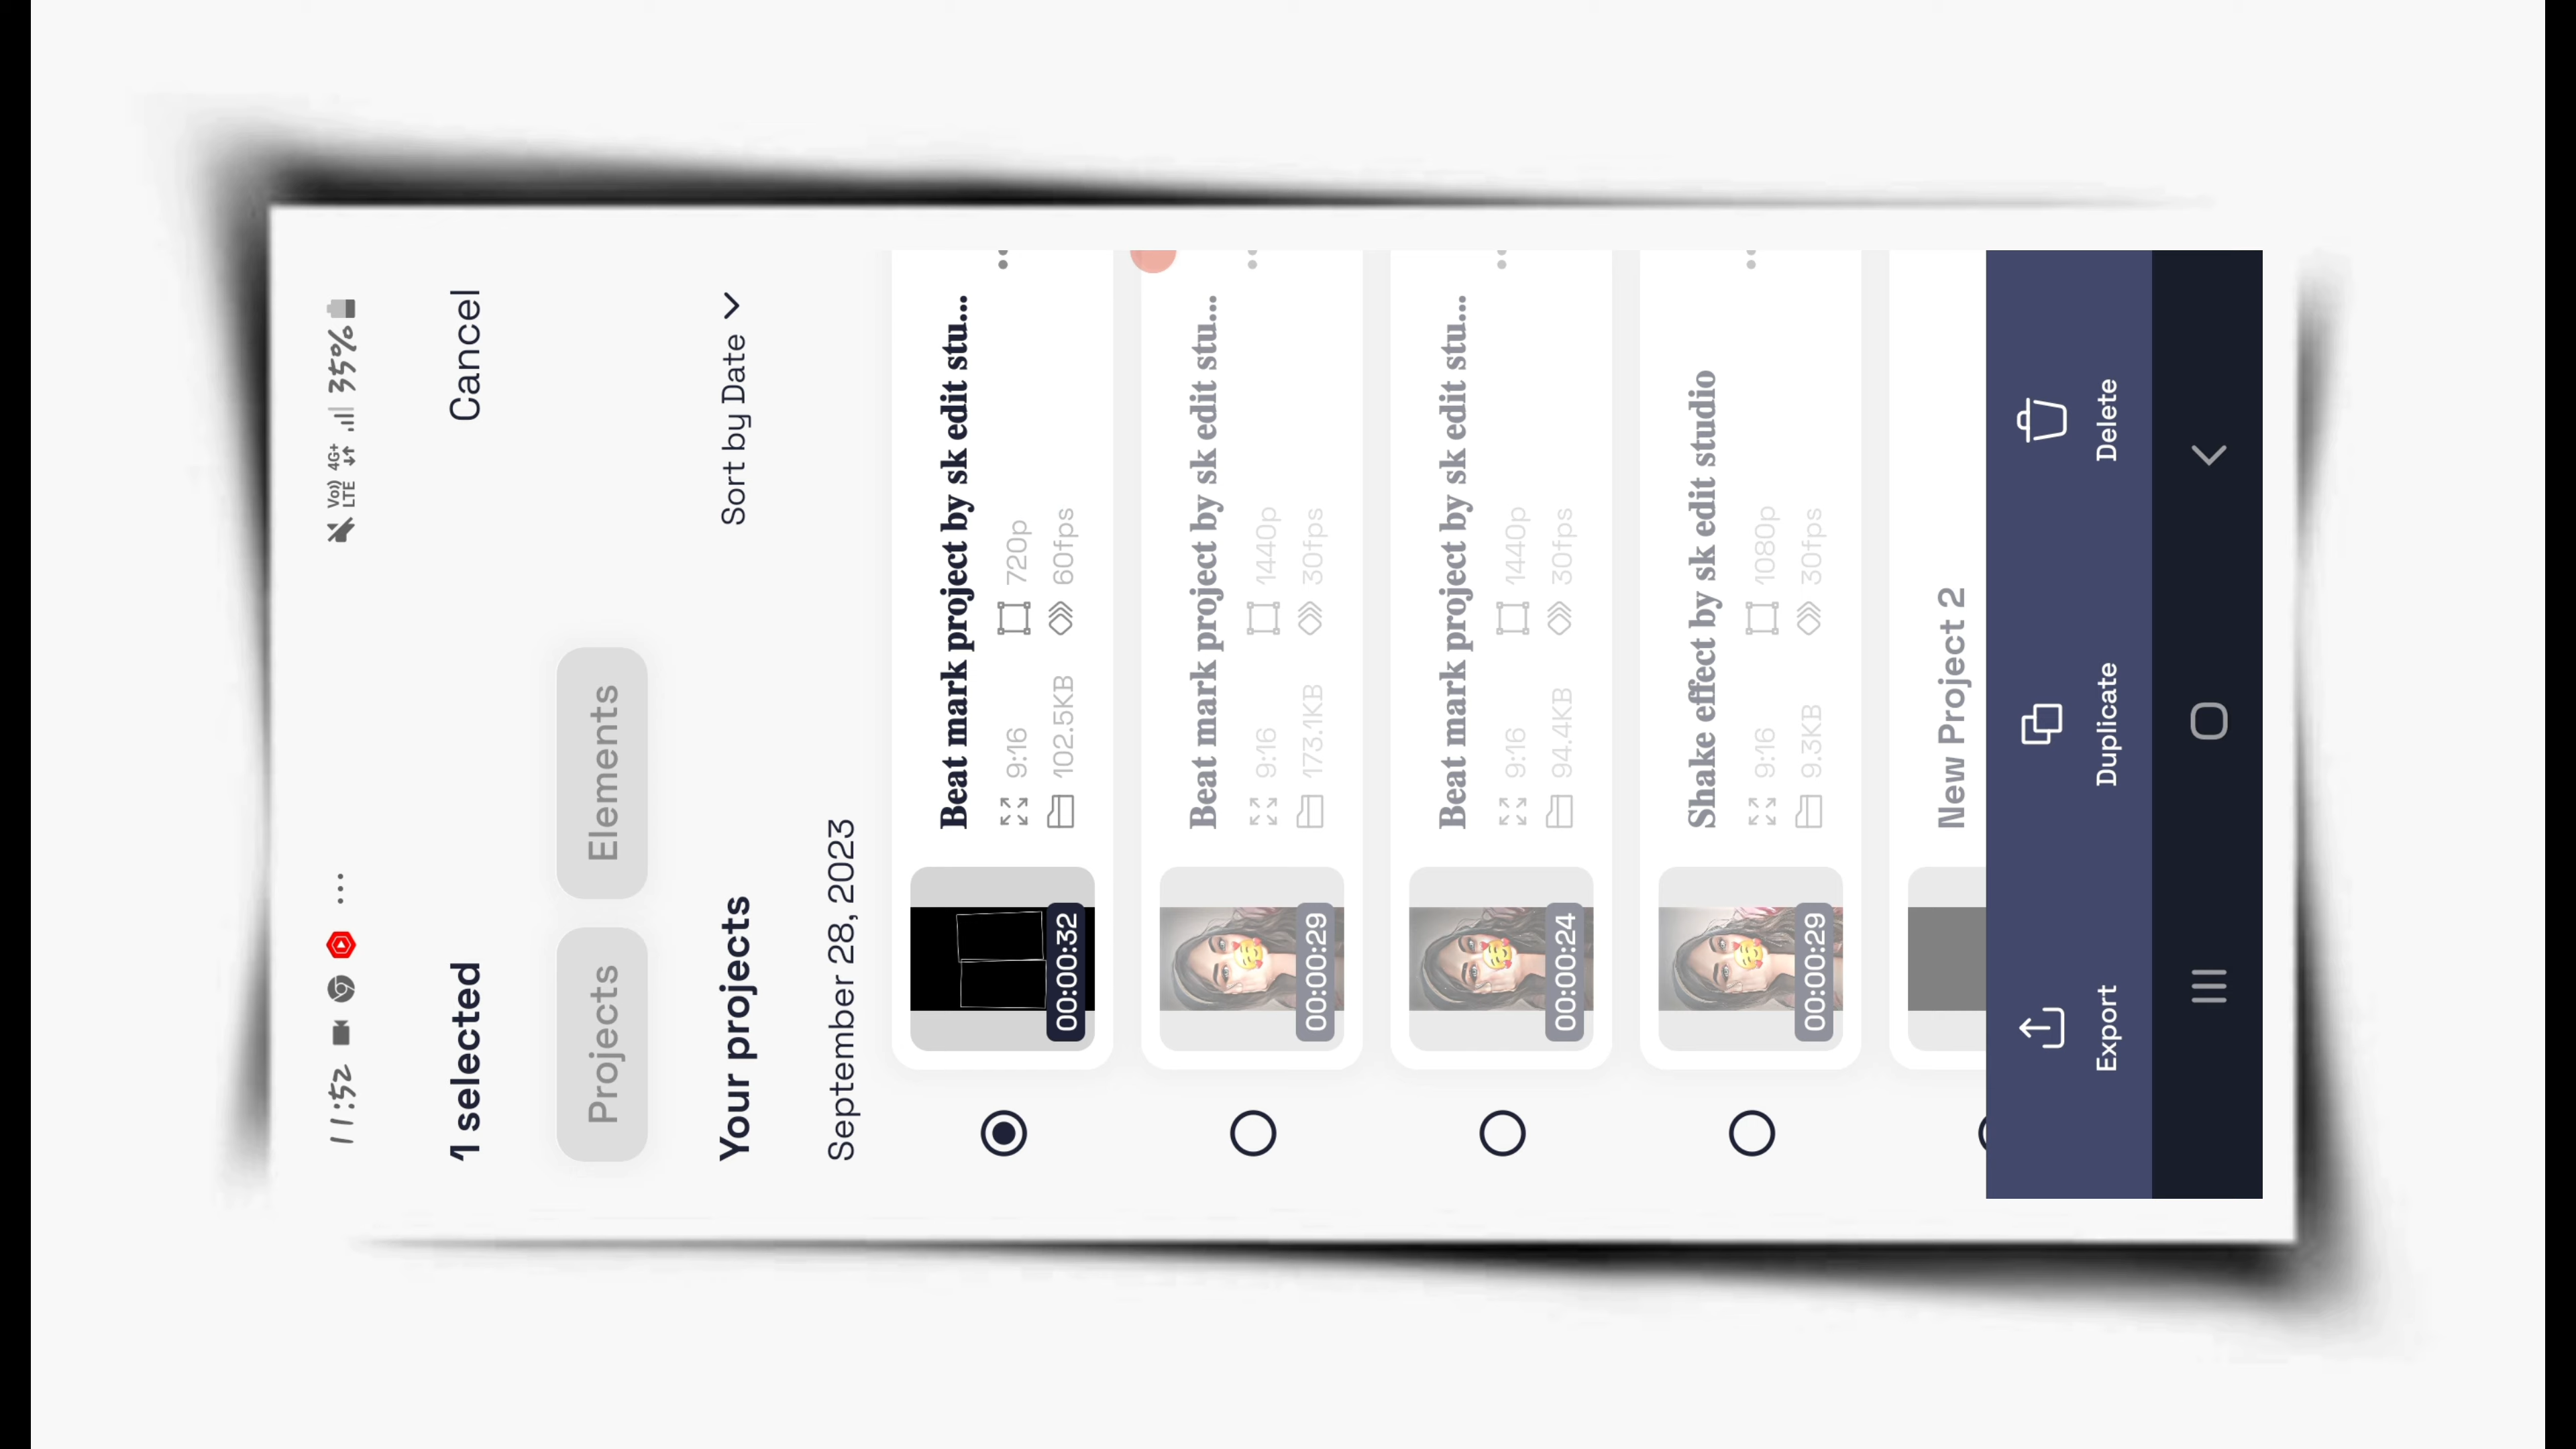 11:52 ... Vo)) LTE 4G+ 35%
1 selected Cancel
Projects Elements
Your projects Sort by Date
September 28, 2023
Beat mark project by sk edit stu...
9:16 720p
102.5KB 60fps
00:00:32
Beat mark project by sk edit stu...
9:16 1440p
173.1KB 30fps
00:00:29
Beat mark project by sk edit stu...
9:16 1440p
94.4KB 30fps
00:00:24
Shake effect by sk edit studio
9:16 1080p
9.3KB 30fps
00:00:29
New Project 2
Export Duplicate Delete